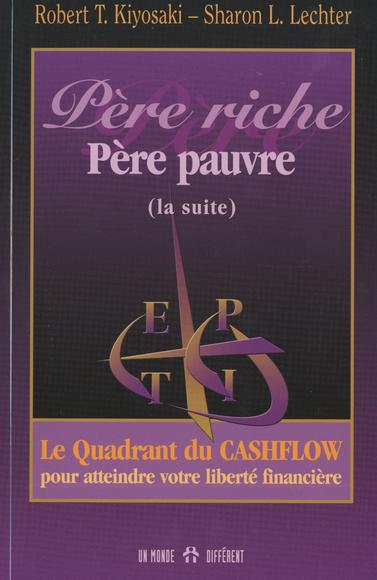 Robert T. Kiyosaki – Sharon L. Lechter
Père riche
Père pauvre
(la suite)
E P
T I
Le Quadrant du CASHFLOW
pour atteindre votre liberté financière
UN MONDE DIFFÉRENT